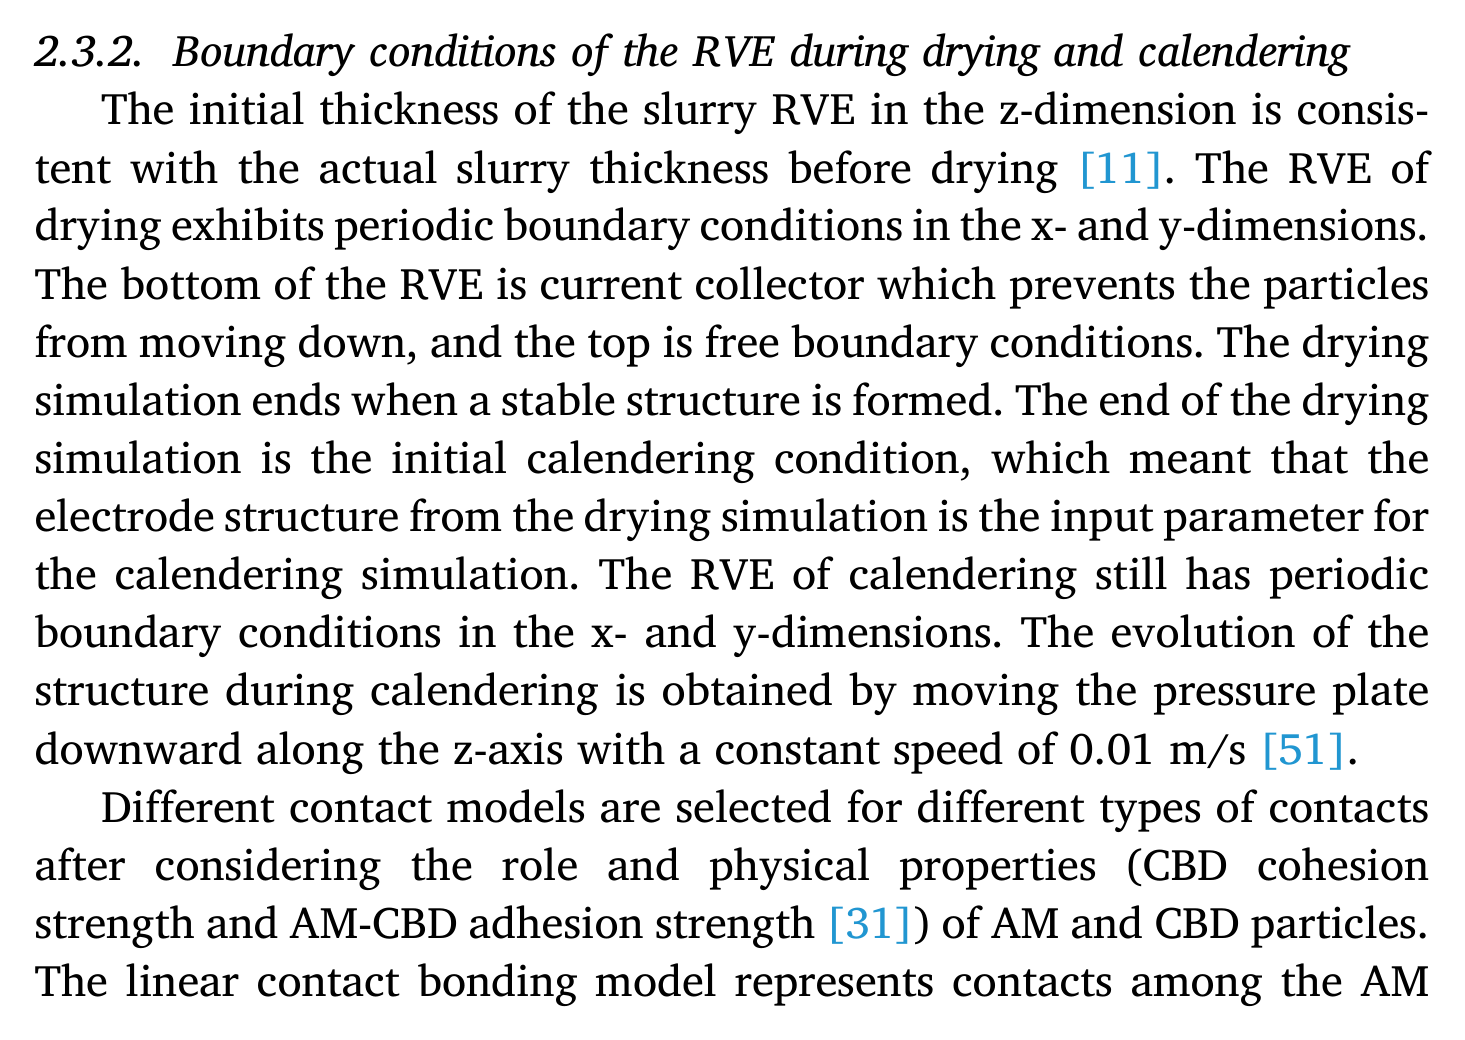 2.3.2. Boundary conditions of the RVE during drying and calendering
The initial thickness of the slurry RVE in the z-dimension is consis-
tent with the actual slurry thickness before drying [11]. The RVE of
drying exhibits periodic boundary conditions in the x- and y-dimensions.
The bottom of the RVE is current collector which prevents the particles
from moving down, and the top is free boundary conditions. The drying
simulation ends when a stable structure is formed. The end of the drying
simulation is the initial calendering condition, which meant that the
electrode structure from the drying simulation is the input parameter for
the calendering simulation. The RVE of calendering still has periodic
boundary conditions in the x- and y-dimensions. The evolution of the
structure during calendering is obtained by moving the pressure plate
downward along the z-axis with a constant speed of 0.01 m/s [51].
Different contact models are selected for different types of contacts
after considering the role and physical properties (CBD cohesion
strength and AM-CBD adhesion strength [31]) of AM and CBD particles.
The linear contact bonding model represents contacts among the AM